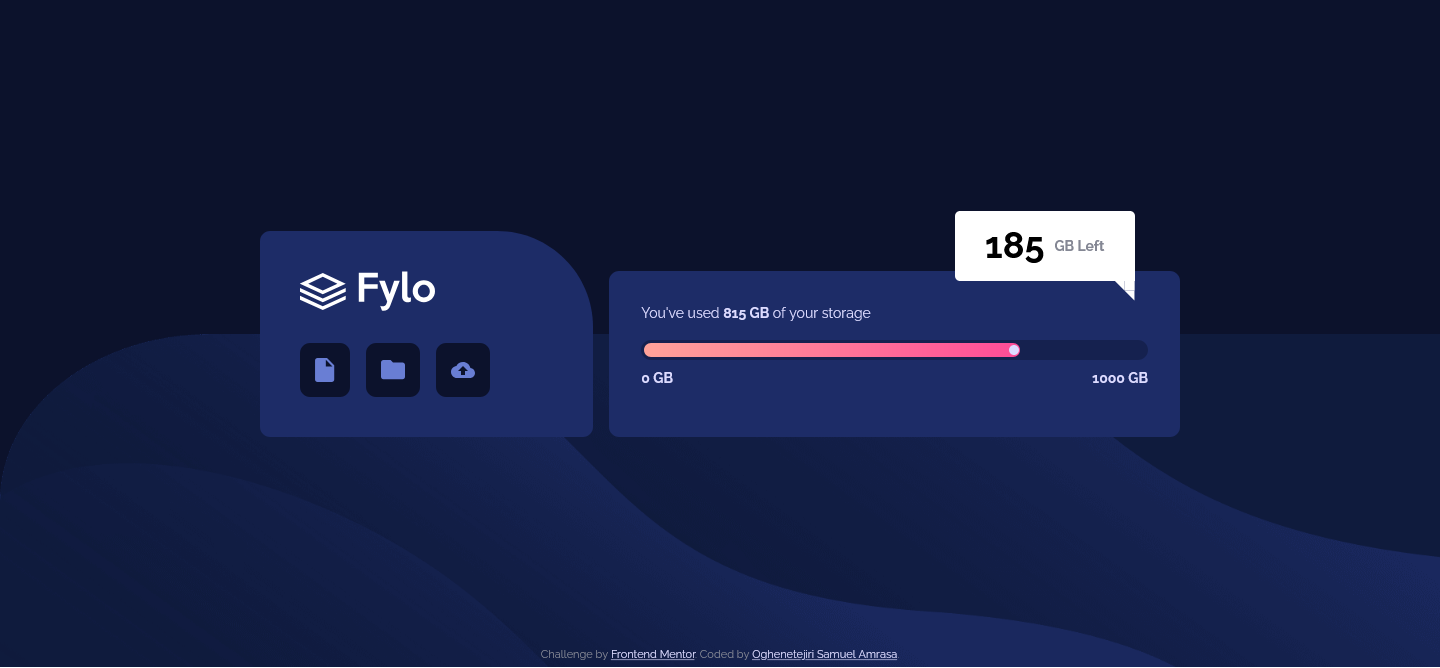 Fylo
185 GB Left
You've used 815 GB of your storage
0 GB 1000 GB
Challenge by Frontend Mentor. Coded by Oghenetejiri Samuel Amrasa.